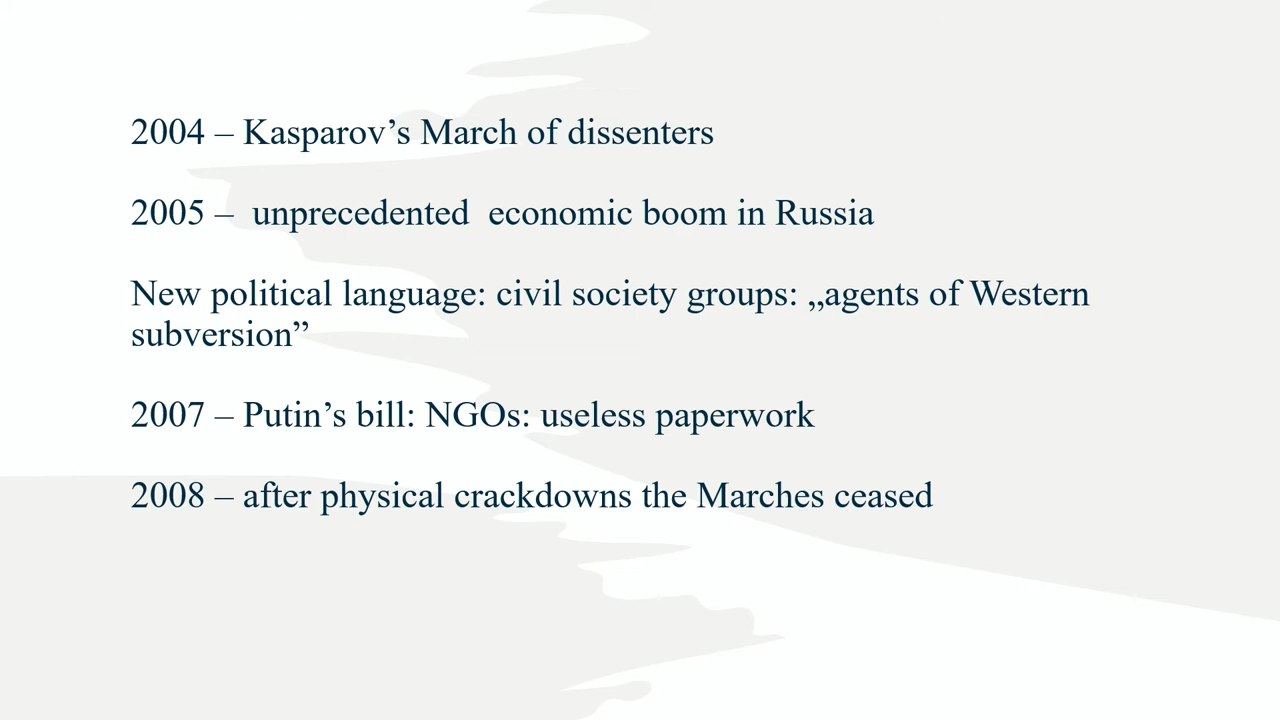 2004 – Kasparov’s March of dissenters
2005 –  unprecedented  economic boom in Russia
New political language: civil society groups: „agents of Western
subversion”
2007 – Putin’s bill: NGOs: useless paperwork
2008 – after physical crackdowns the Marches ceased